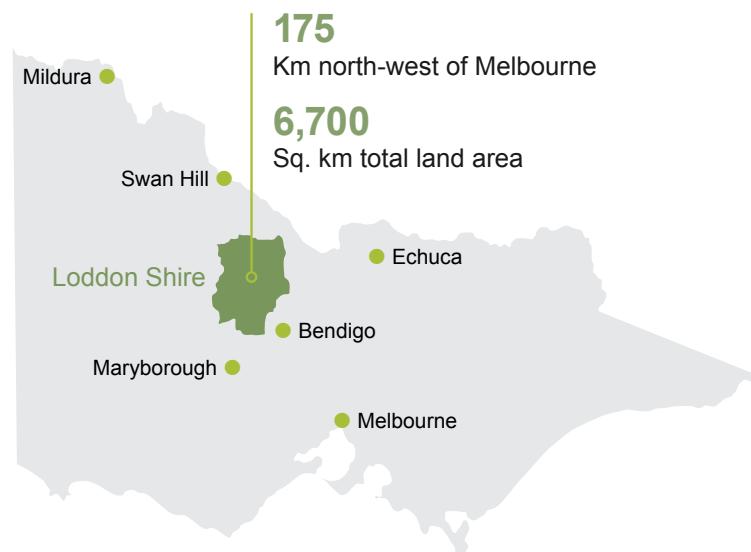 175
Km north-west of Melbourne
6,700
Sq. km total land area
Mildura
Swan Hill
Echuca
Loddon Shire
Bendigo
Maryborough
Melbourne